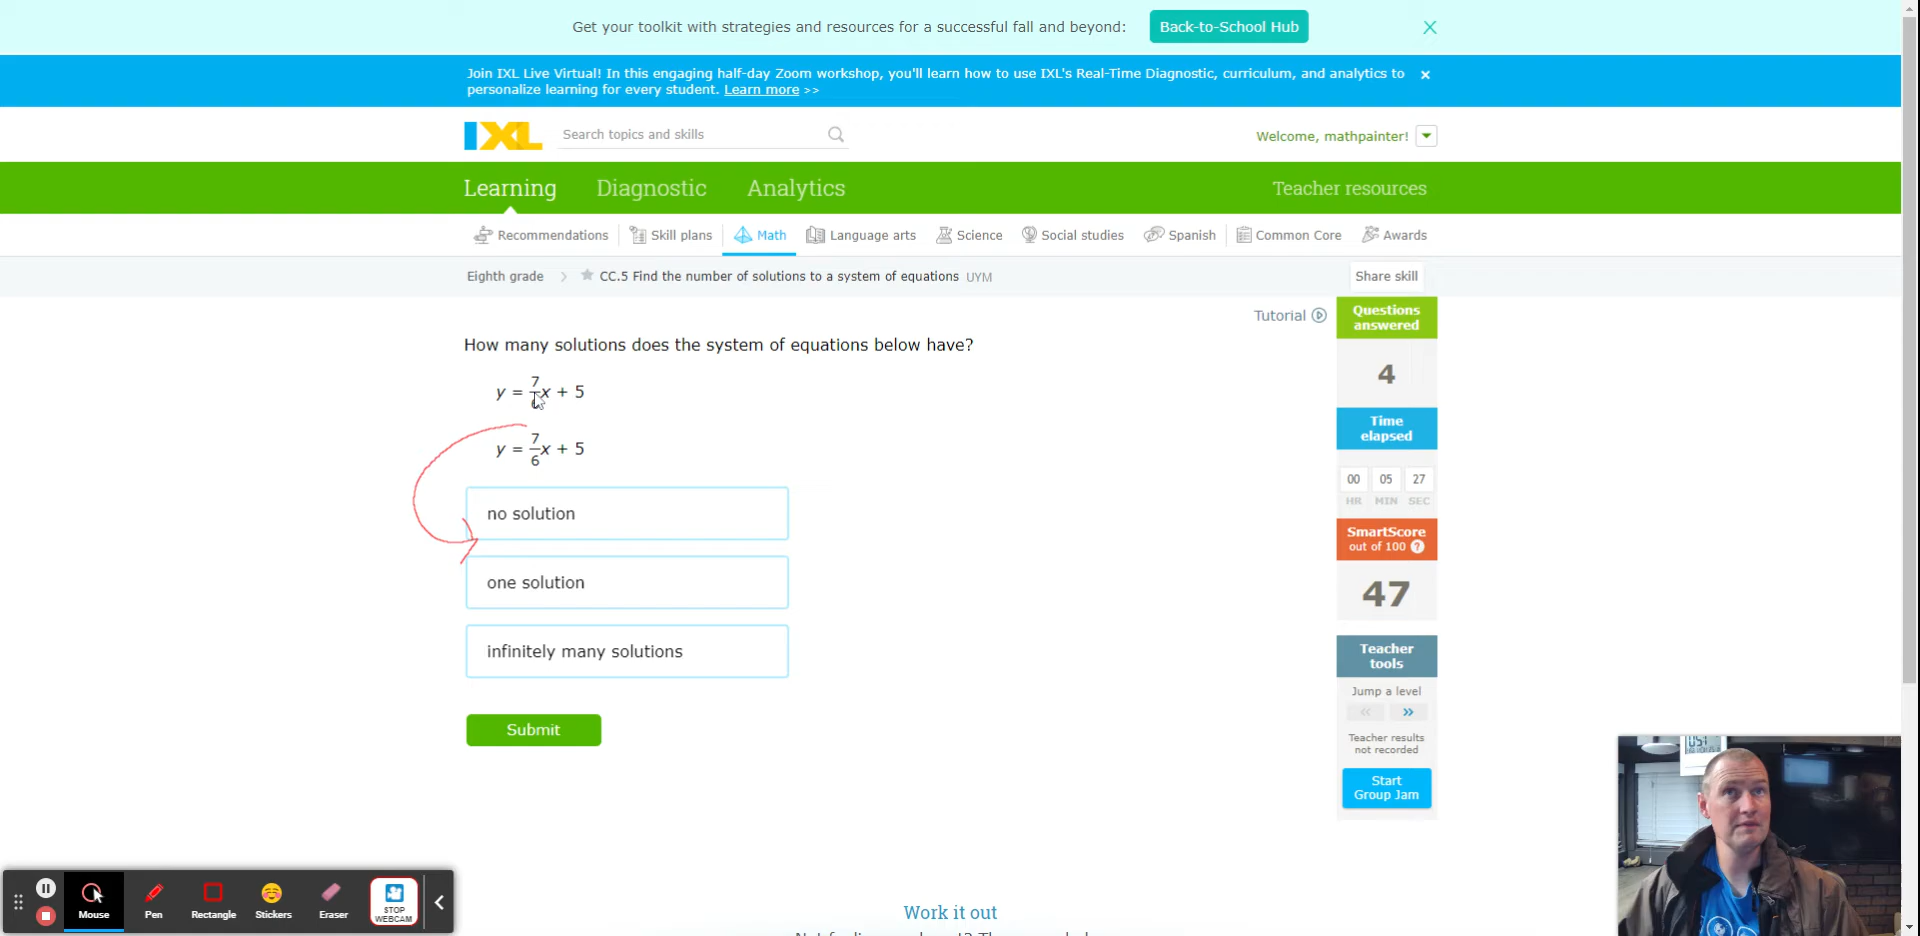 Get your toolkit with strategies and resources for a successful fall and beyond: Back-to-School Hub
Join IXL Live Virtual! In this engaging half-day Zoom workshop, you'll learn how to use IXL's Real-Time Diagnostic, curriculum, and analytics to
personalize learning for every student. Learn more >>
IXL Search topics and skills Welcome, mathpainter!
Learning Diagnostic Analytics Teacher resources
Recommendations Skill plans Math Language arts Science Social studies Spanish Common Core Awards
Eighth grade CC.5 Find the number of solutions to a system of equations UYM Share skill
Tutorial
Questions
answered
4
Time
elapsed
00 05 27
HR MIN SEC
SmartScore
out of 100 ?
47
Teacher
tools
Jump a level
<< >>
Teacher results
not recorded
Start
Group Jam
How many solutions does the system of equations below have?
y = 7/x + 5
y = 7/6x + 5
no solution
one solution
infinitely many solutions
Submit
Work it out
Mouse Pen Rectangle Stickers Eraser STOP
WEBCAM